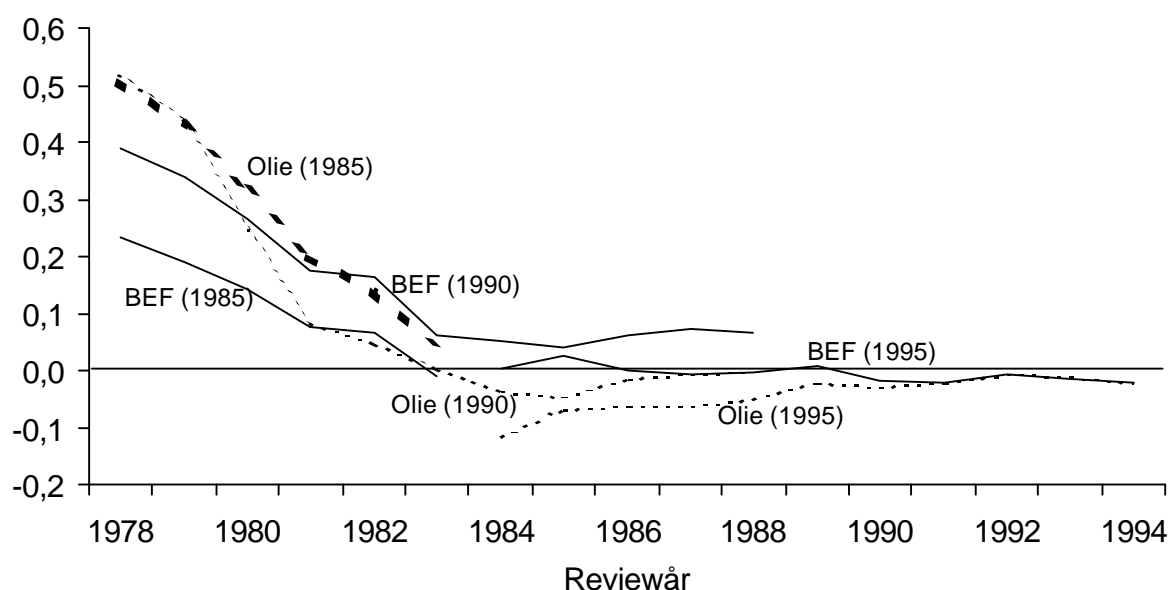 0,6
0,5
0,4
0,3
0,2
0,1
0,0
-0,1
-0,2
Olie (1985)
BEF (1990)
BEF (1985)
BEF (1995)
Olie (1990)
Olie (1995)
1978 1980 1982 1984 1986 1988 1990 1992 1994
Reviewår